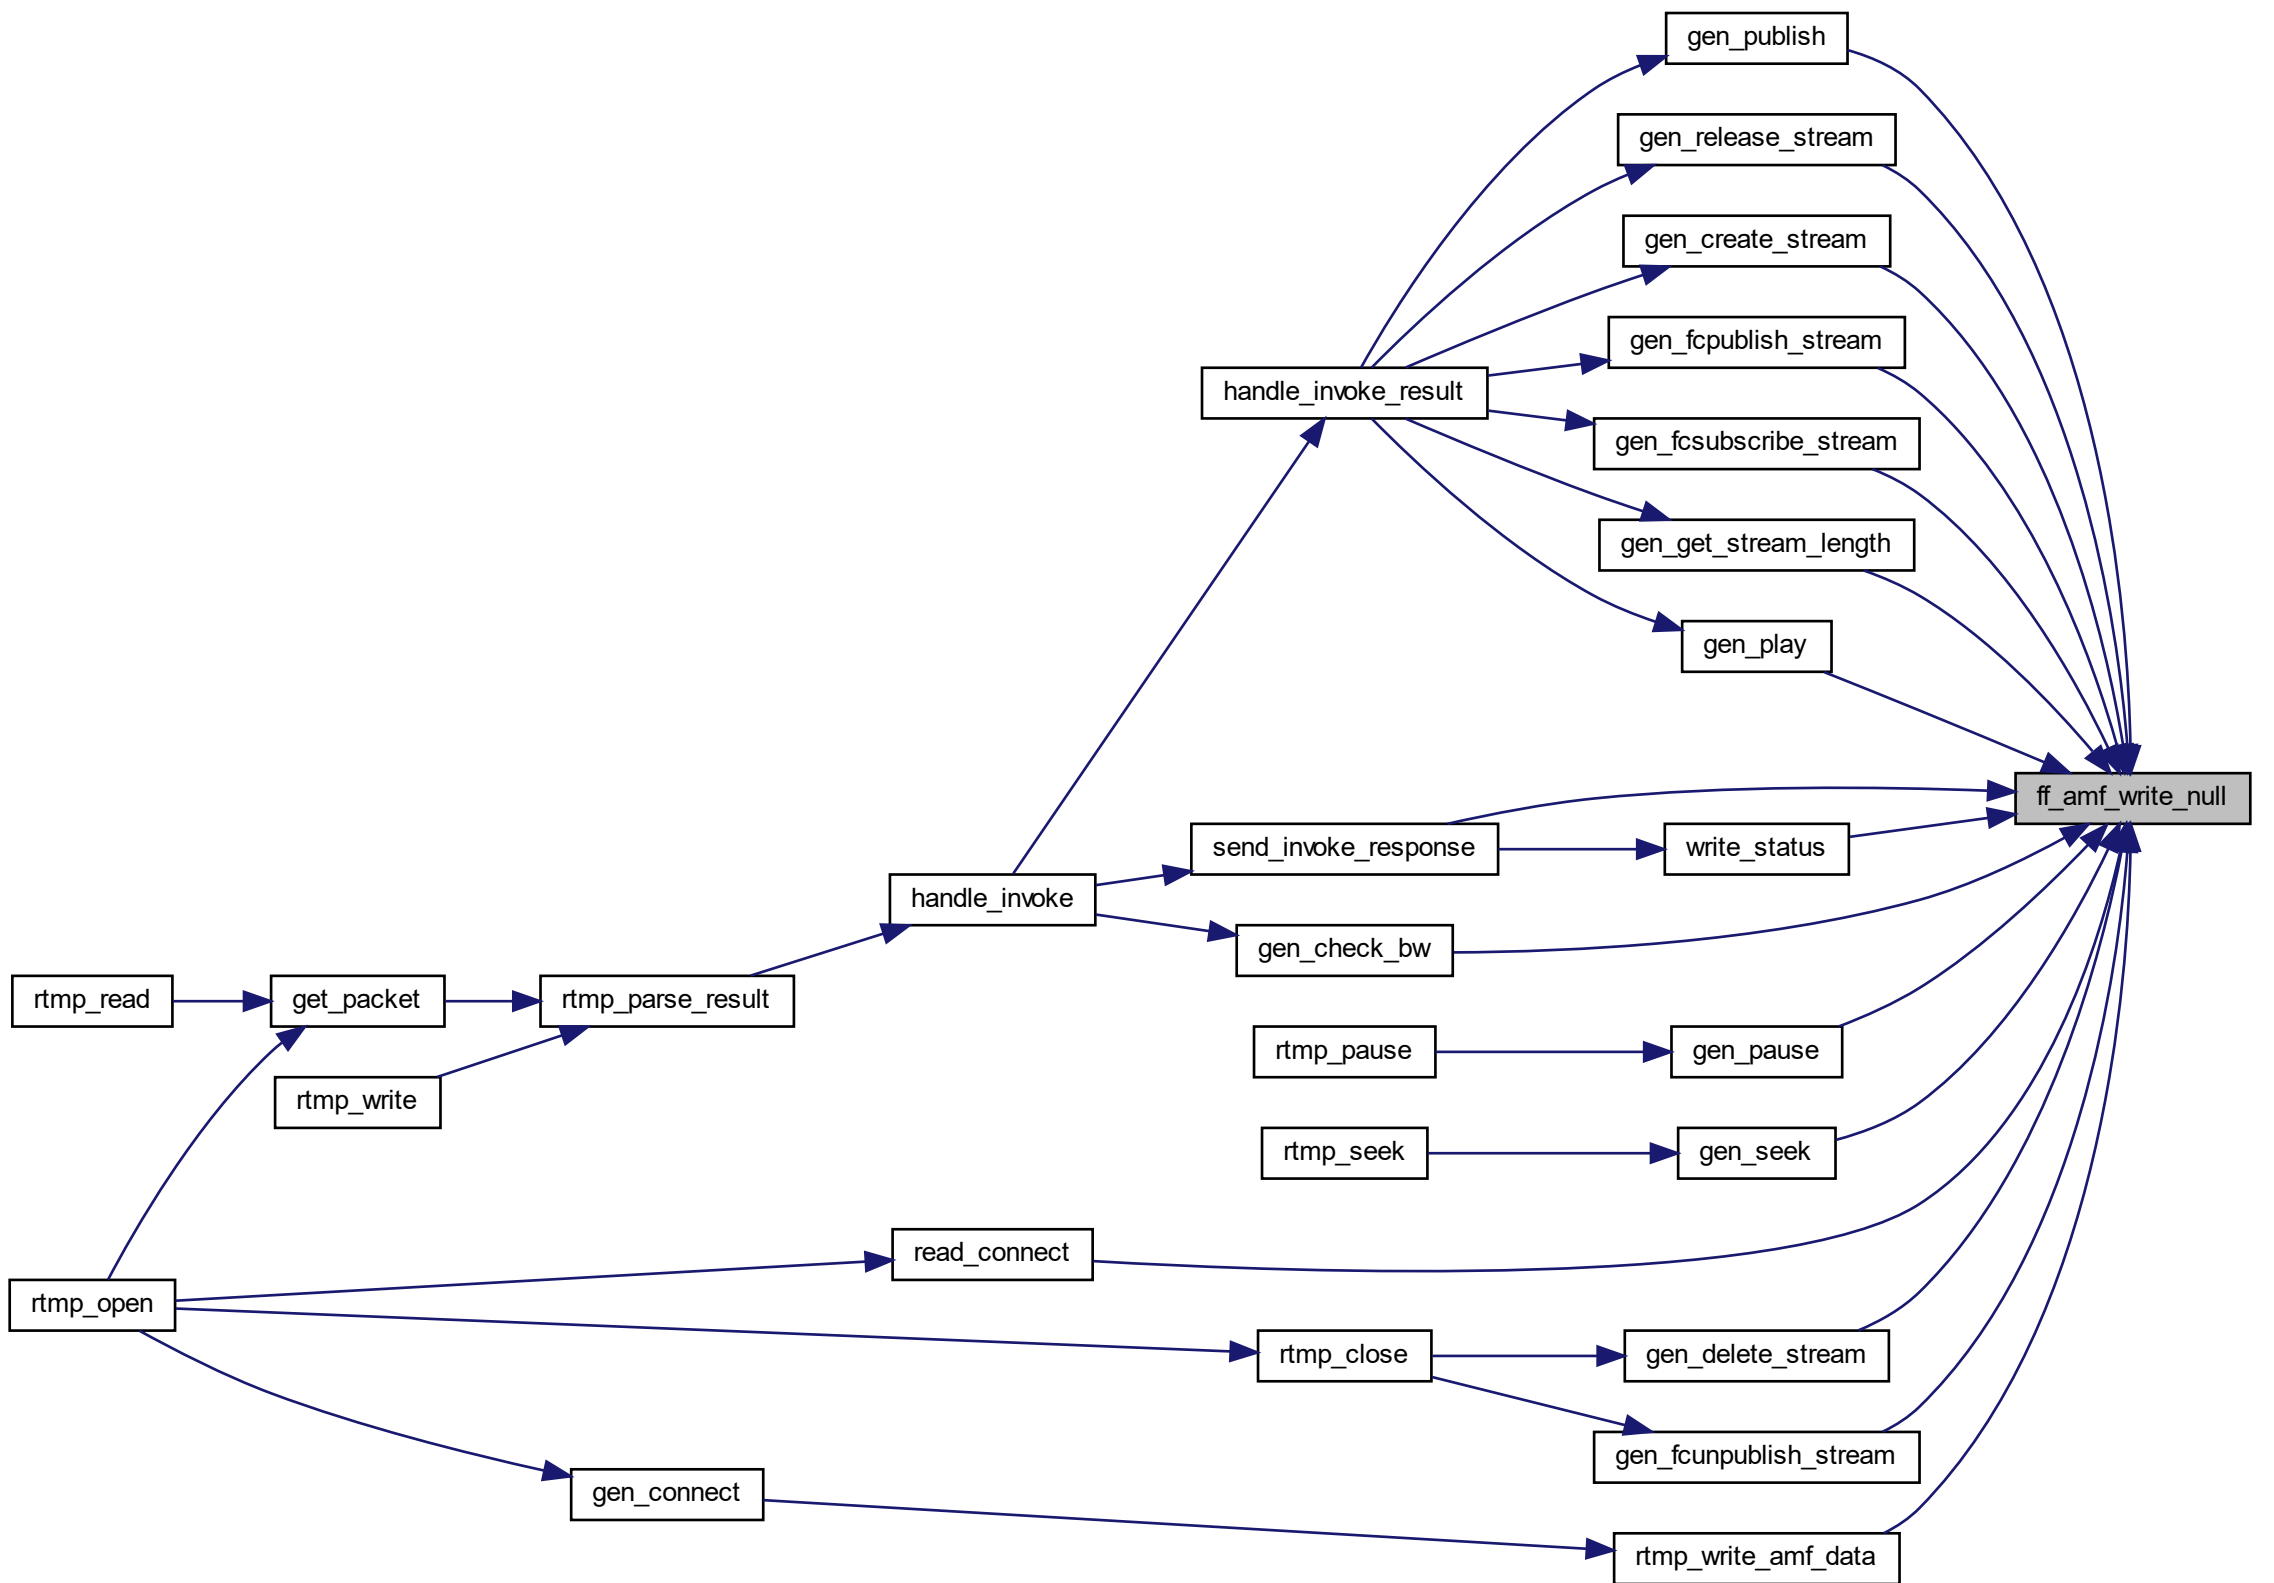 gen_publish
gen_release_stream
gen_create_stream
gen_fcpublish_stream
handle_invoke_result
gen_fcsubscribe_stream
gen_get_stream_length
gen_play
ff_amf_write_null
send_invoke_response
write_status
handle_invoke
gen_check_bw
rtmp_read
get_packet
rtmp_parse_result
rtmp_pause
gen_pause
rtmp_write
rtmp_seek
gen_seek
read_connect
rtmp_open
rtmp_close
gen_delete_stream
gen_fcunpublish_stream
gen_connect
rtmp_write_amf_data